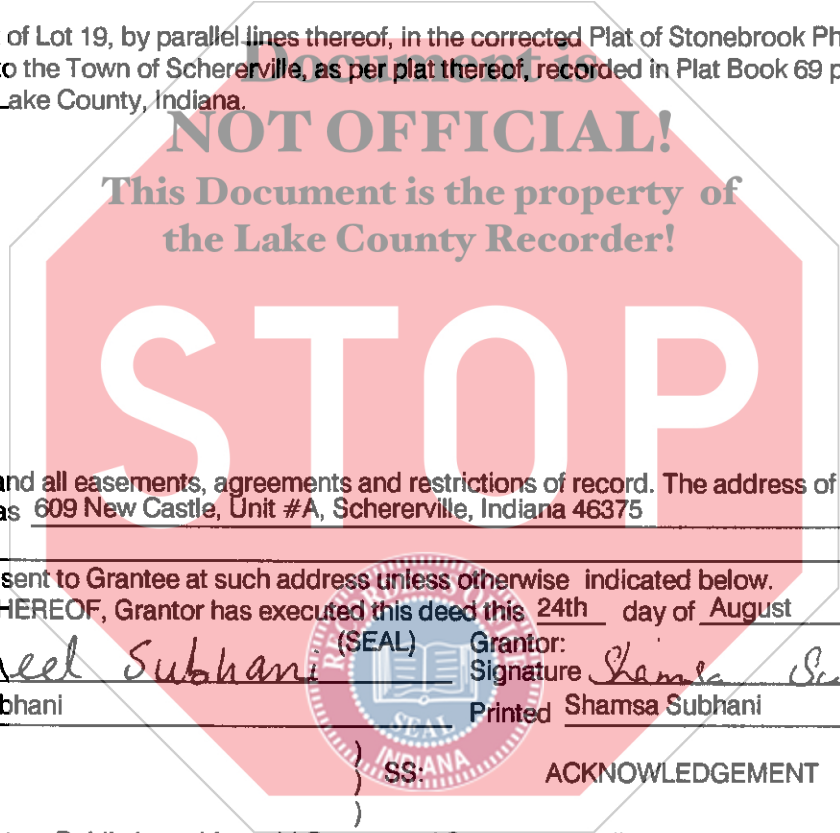 of Lot 19, by parallel lines thereof, in the corrected Plat of Stonebrook Ph
o the Town of Schererville, as per plat thereof, recorded in Plat Book 69 p
Lake County, Indiana.
Document is
NOT OFFICIAL!
This Document is the property of
the Lake County Recorder!
STOP
and all easements, agreements and restrictions of record. The address of
as 609 New Castle, Unit #A, Schererville, Indiana 46375
sent to Grantee at such address unless otherwise indicated below.
HEREOF, Grantor has executed this deed this 24th day of August
(SEAL) Grantor:
eel Subhani Signature Shamsa Su
bhani Printed Shamsa Subhani
SEAL
INDIANA
) SS: ACKNOWLEDGEMENT
)
)